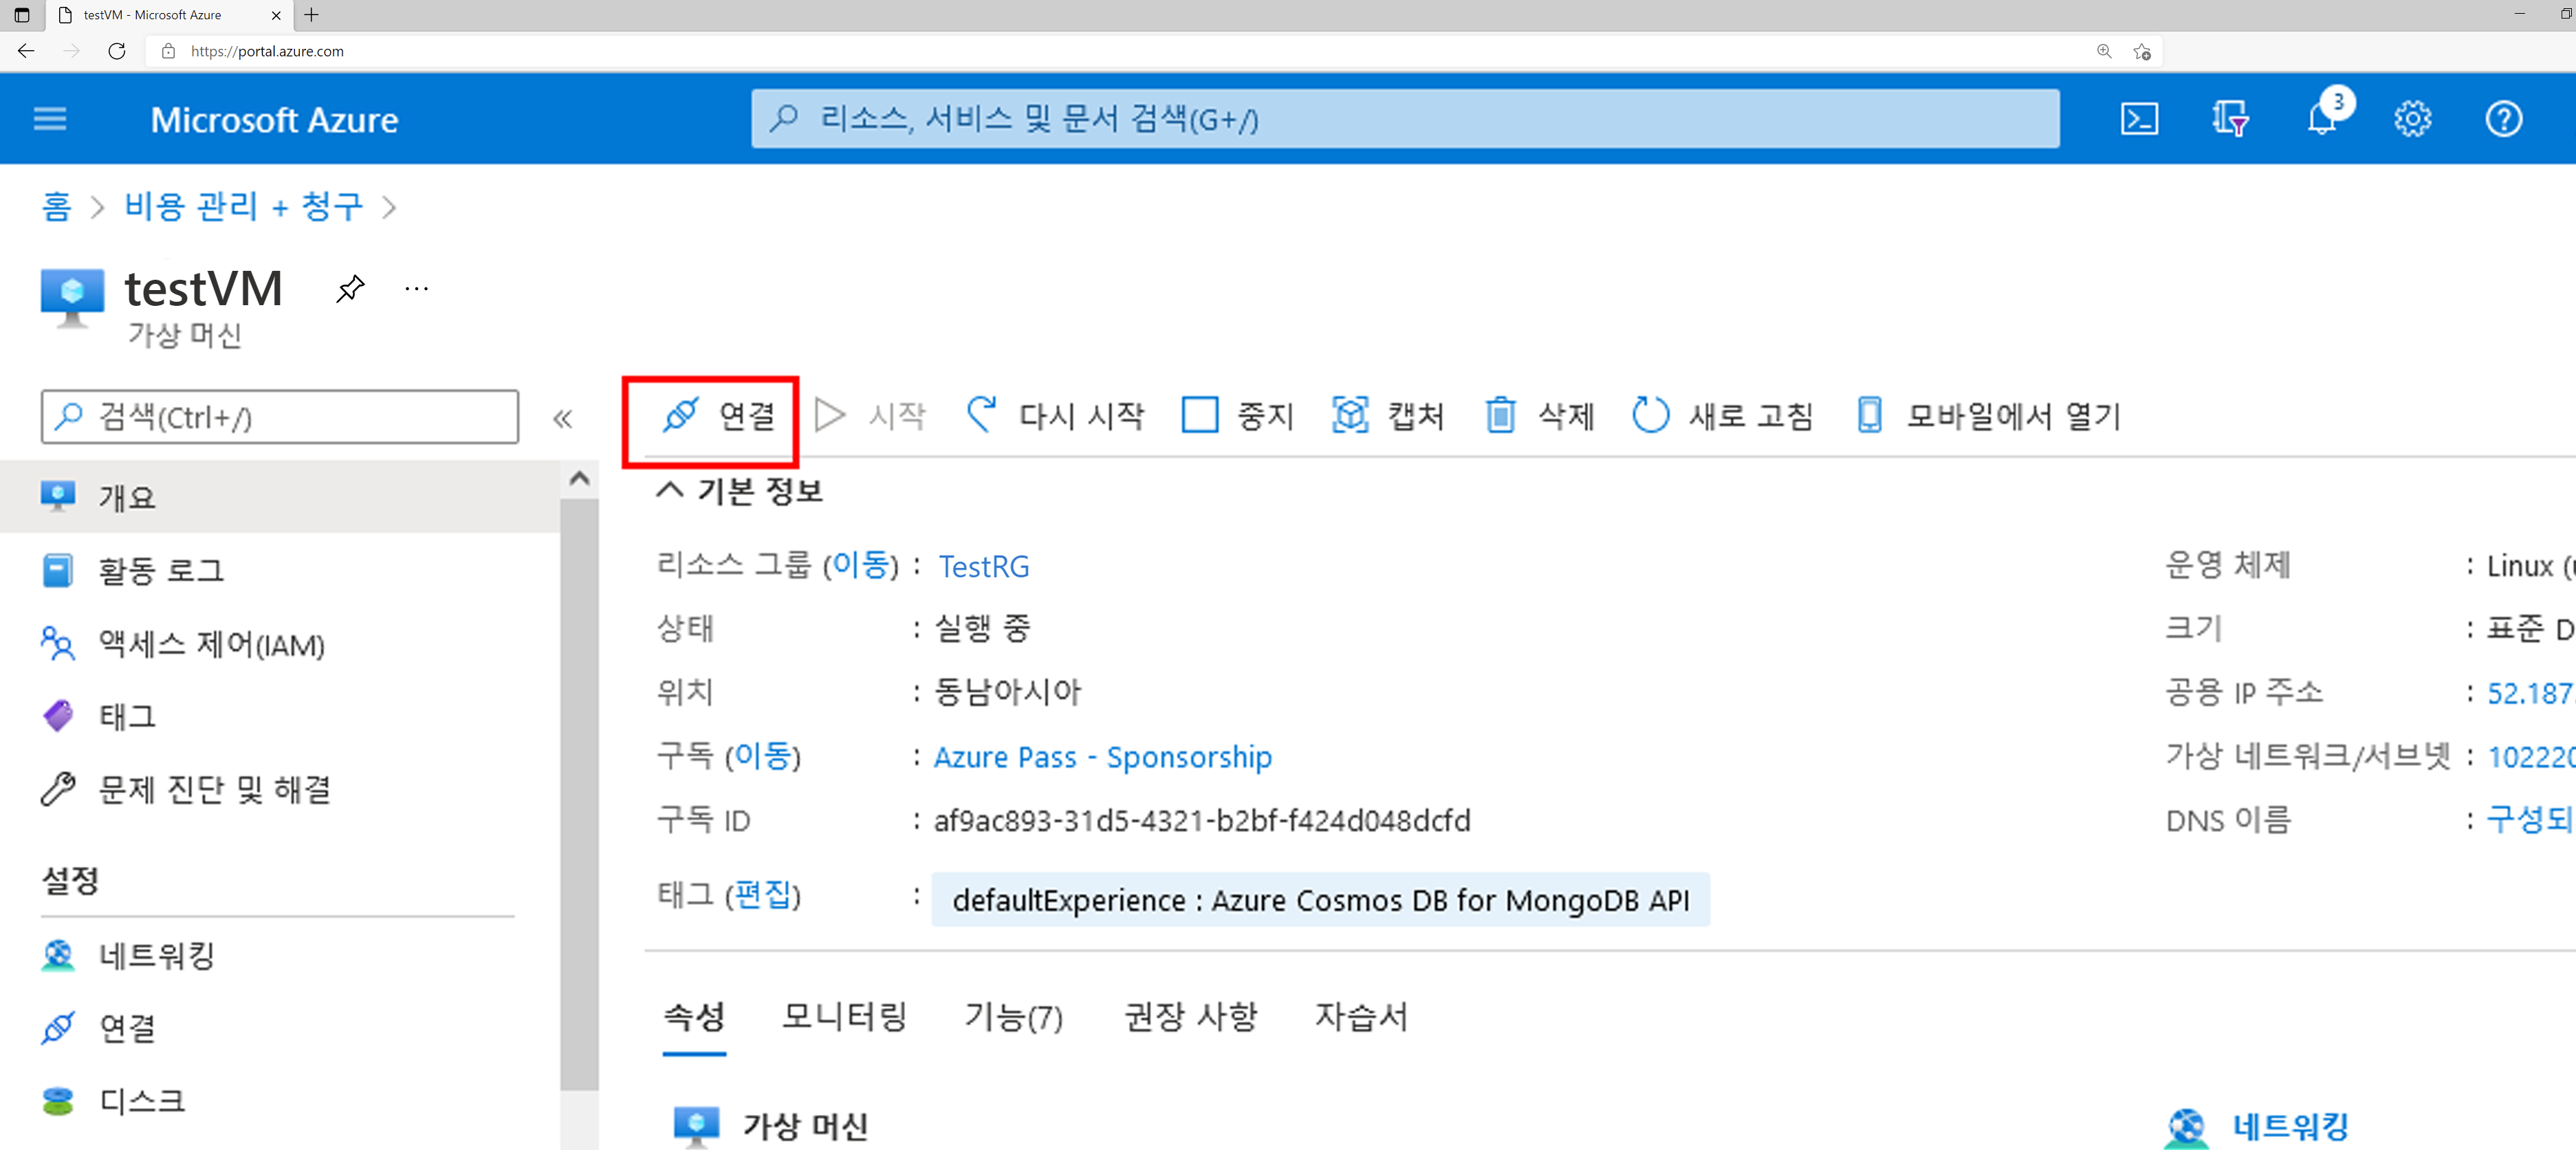 testVM - Microsoft Azure
https://portal.azure.com
Microsoft Azure
리소스, 서비스 및 문서 검색(G+/)
3
홈 > 비용 관리 + 청구 >
testVM
가상 머신
검색(Ctrl+/)
개요
활동 로그
액세스 제어(IAM)
태그
문제 진단 및 해결
설정
네트워킹
연결
디스크
연결 시작 다시 시작 중지 캡처 삭제 새로 고침 모바일에서 열기
기본 정보
리소스 그룹 (이동) : TestRG
상태 : 실행 중
위치 : 동남아시아
구독 (이동) : Azure Pass - Sponsorship
구독 ID : af9ac893-31d5-4321-b2bf-f424d048dcfd
태그 (편집) : defaultExperience : Azure Cosmos DB for MongoDB API
운영 체제 : Linux
크기 : 표준 D
공용 IP 주소 : 52.187
가상 네트워크/서브넷 : 102220
DNS 이름 : 구성되
속성 모니터링 기능(7) 권장 사항 자습서
가상 머신
네트워킹